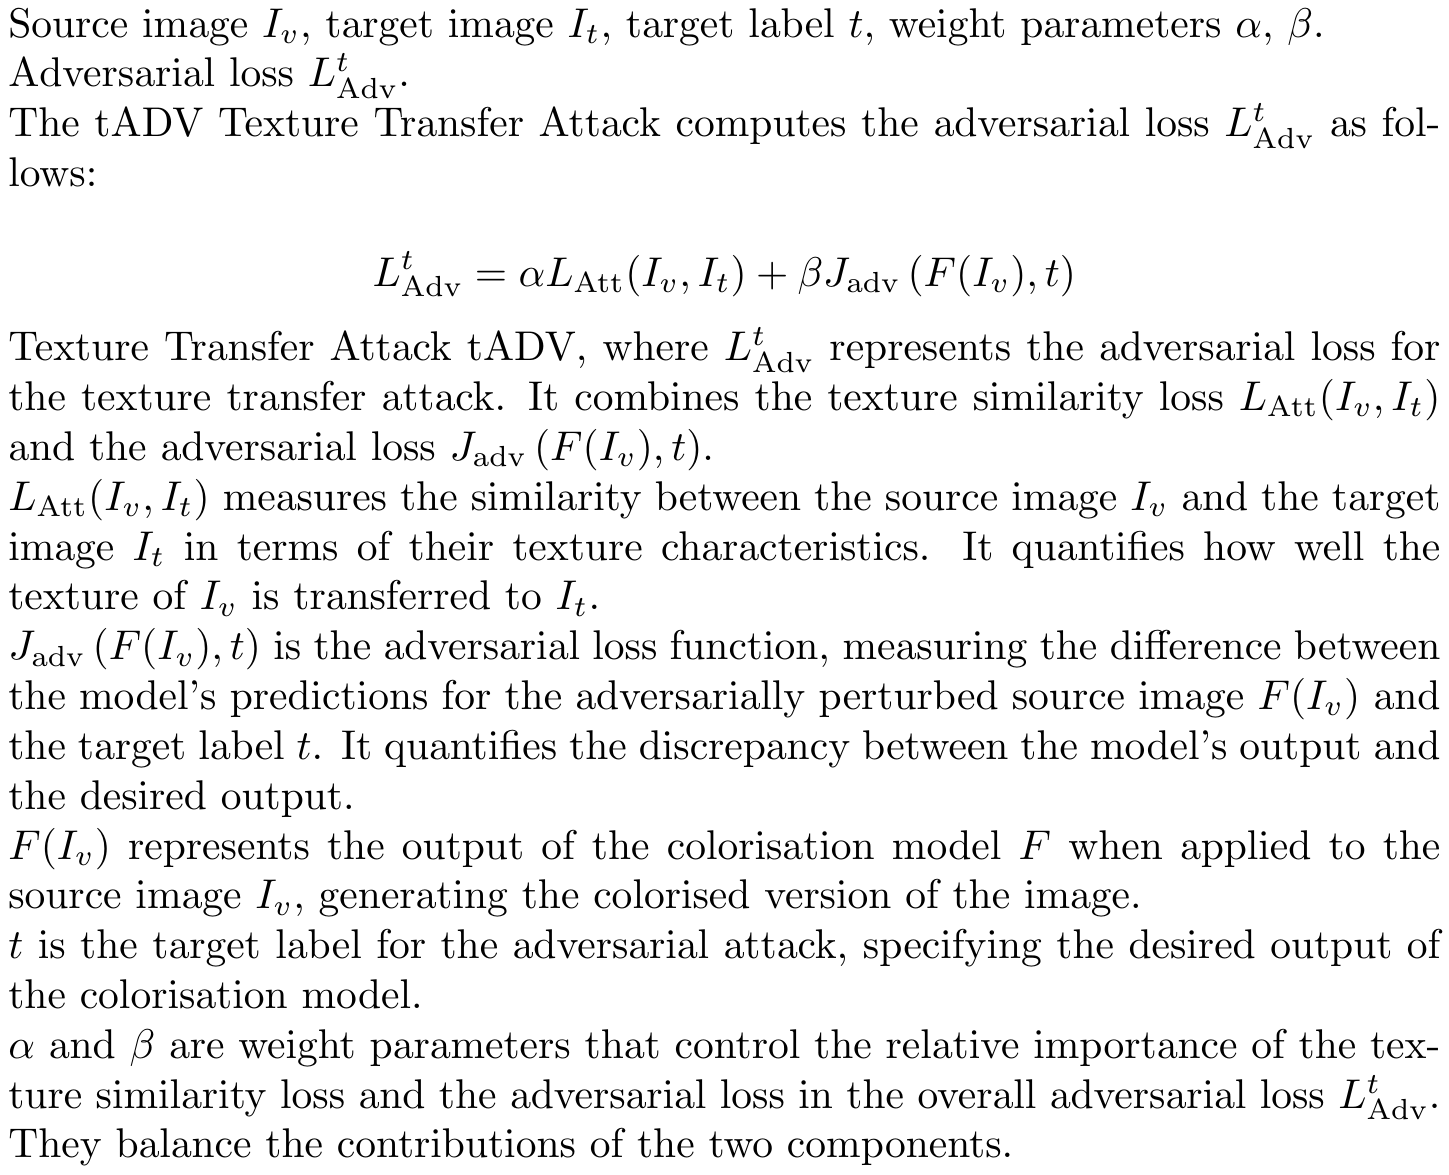 Source image $I_v$, target image $I_t$, target label $t$, weight parameters $\alpha$, $\beta$.
Adversarial loss $L^t_{\text{Adv}}$.
The tADV Texture Transfer Attack computes the adversarial loss $L^t_{\text{Adv}}$ as fol-
lows:
$L^t_{\text{Adv}} = \alpha L_{\text{Att}}(I_v, I_t) + \beta J_{\text{adv}}(F(I_v), t)$
Texture Transfer Attack tADV, where $L^t_{\text{Adv}}$ represents the adversarial loss for
the texture transfer attack. It combines the texture similarity loss $L_{\text{Att}}(I_v, I_t)$
and the adversarial loss $J_{\text{adv}}(F(I_v), t)$.
$L_{\text{Att}}(I_v, I_t)$ measures the similarity between the source image $I_v$ and the target
image $I_t$ in terms of their texture characteristics. It quantifies how well the
texture of $I_v$ is transferred to $I_t$.
$J_{\text{adv}}(F(I_v), t)$ is the adversarial loss function, measuring the difference between
the model's predictions for the adversarially perturbed source image $F(I_v)$ and
the target label $t$. It quantifies the discrepancy between the model's output and
the desired output.
$F(I_v)$ represents the output of the colorisation model $F$ when applied to the
source image $I_v$, generating the colorised version of the image.
$t$ is the target label for the adversarial attack, specifying the desired output of
the colorisation model.
$\alpha$ and $\beta$ are weight parameters that control the relative importance of the tex-
ture similarity loss and the adversarial loss in the overall adversarial loss $L^t_{\text{Adv}}$.
They balance the contributions of the two components.